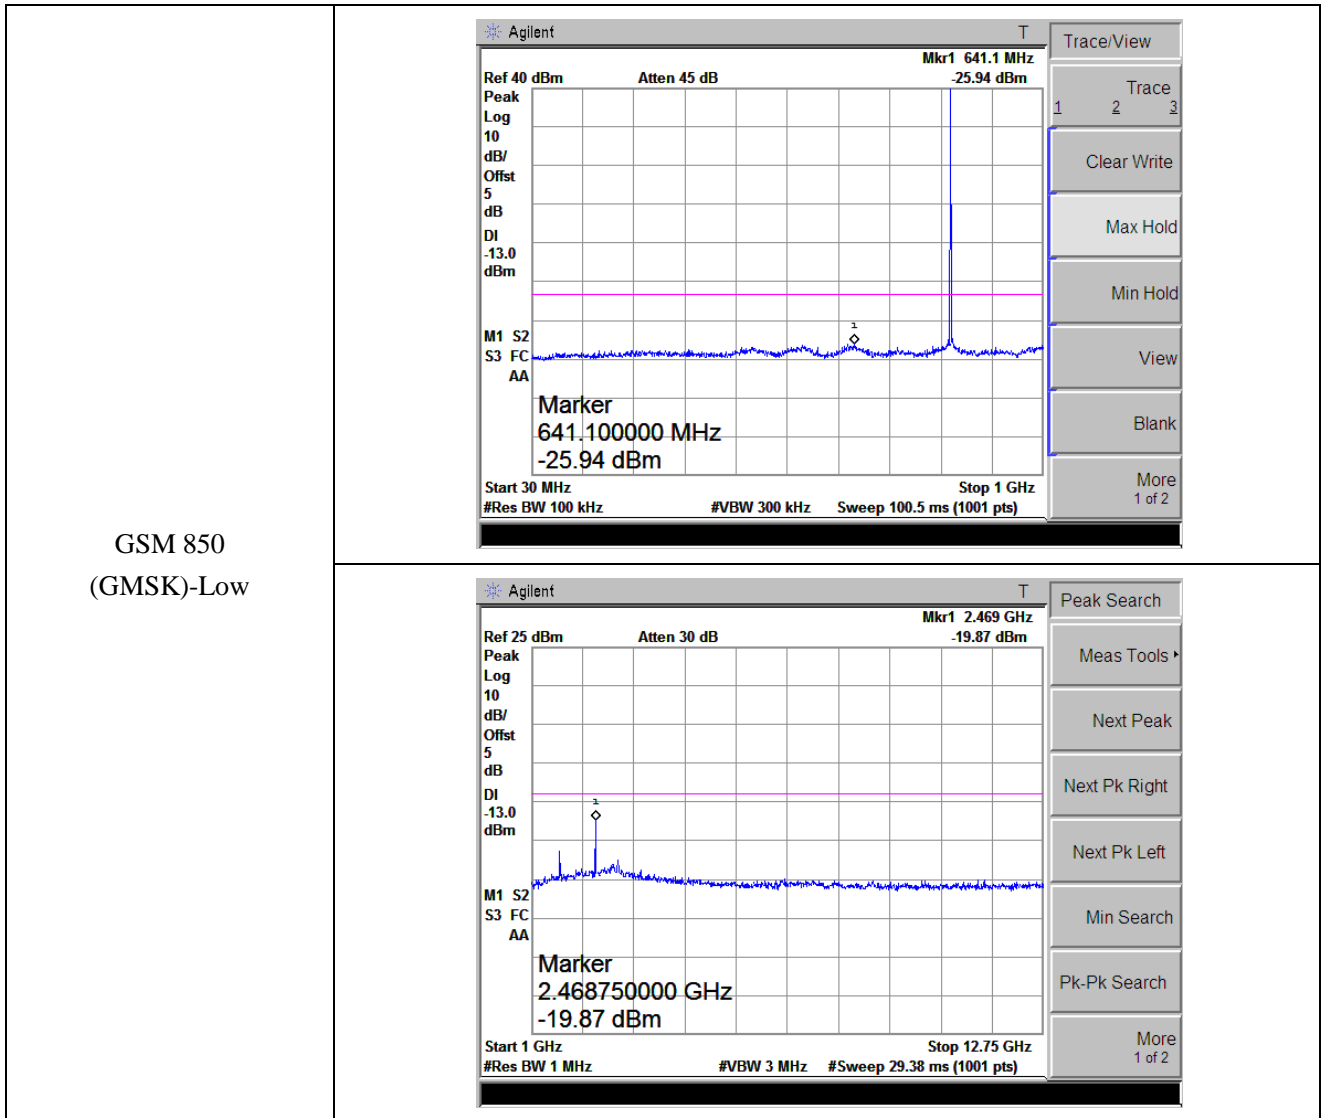 GSM 850
(GMSK)-Low
Agilent T
Mkr1 641.1 MHz
Ref 40 dBm Atten 45 dB -25.94 dBm
Peak
Log
10
dB/
Offst
5
dB
DI
-13.0
dBm
1
M1 S2
S3 FC
AA
Marker
641.100000 MHz
-25.94 dBm
Start 30 MHz Stop 1 GHz
#Res BW 100 kHz #VBW 300 kHz Sweep 100.5 ms (1001 pts)
Trace/View
Trace
1 2 3
Clear Write
Max Hold
Min Hold
View
Blank
More
1 of 2
Agilent T
Mkr1 2.469 GHz
Ref 25 dBm Atten 30 dB -19.87 dBm
Peak
Log
10
dB/
Offst
5
dB
DI
-13.0
dBm
1
M1 S2
S3 FC
AA
Marker
2.468750000 GHz
-19.87 dBm
Start 1 GHz Stop 12.75 GHz
#Res BW 1 MHz #VBW 3 MHz #Sweep 29.38 ms (1001 pts)
Peak Search
Meas Tools
Next Peak
Next Pk Right
Next Pk Left
Min Search
Pk-Pk Search
More
1 of 2